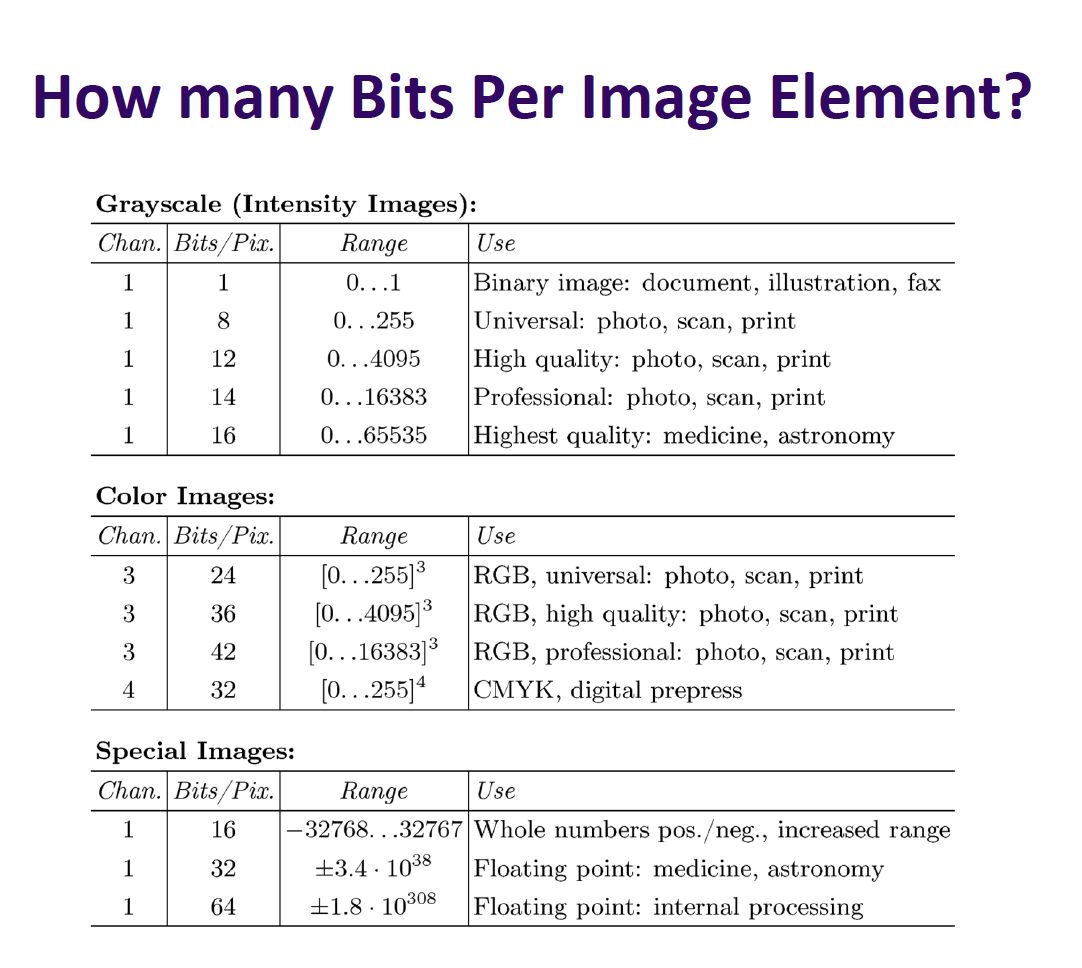 How many Bits Per Image Element?
Grayscale (Intensity Images):
Chan. Bits/Pix. Range Use
1 1 0...1 Binary image: document, illustration, fax
1 8 0...255 Universal: photo, scan, print
1 12 0...4095 High quality: photo, scan, print
1 14 0...16383 Professional: photo, scan, print
1 16 0...65535 Highest quality: medicine, astronomy
Color Images:
Chan. Bits/Pix. Range Use
3 24 [0...255]³ RGB, universal: photo, scan, print
3 36 [0...4095]³ RGB, high quality: photo, scan, print
3 42 [0...16383]³ RGB, professional: photo, scan, print
4 32 [0...255]⁴ CMYK, digital prepress
Special Images:
Chan. Bits/Pix. Range Use
1 16 −32768...32767 Whole numbers pos./neg., increased range
1 32 ±3.4 · 10³⁸ Floating point: medicine, astronomy
1 64 ±1.8 · 10³⁰⁸ Floating point: internal processing